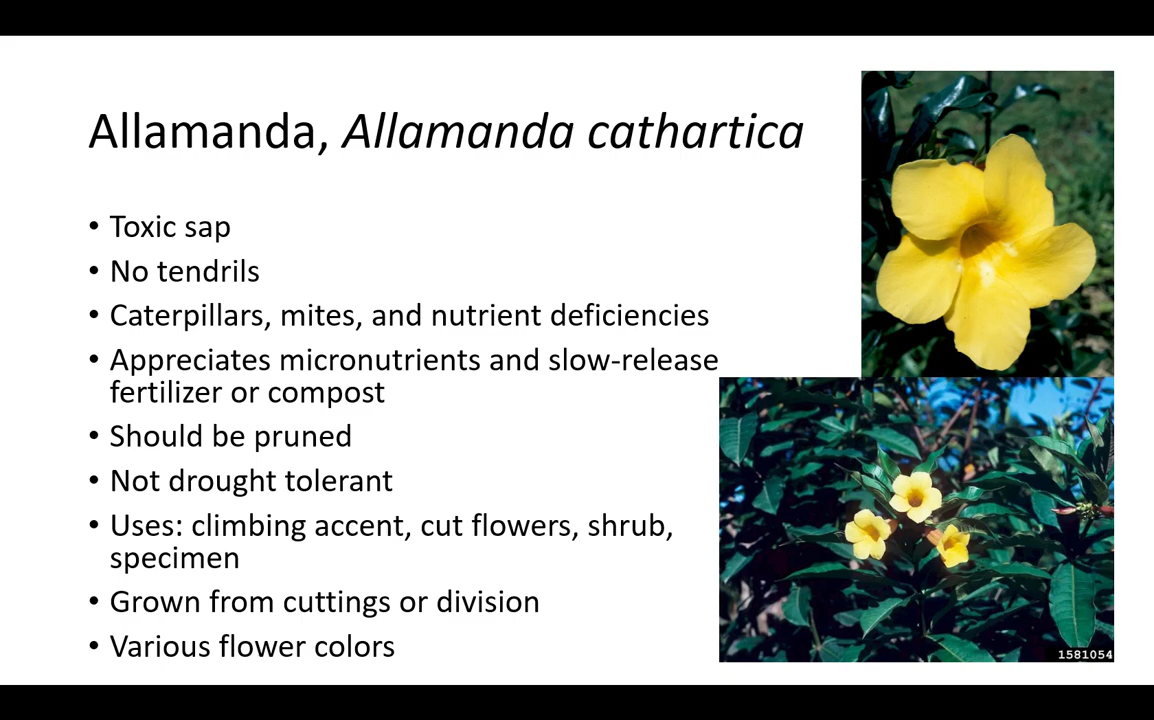 Allamanda, Allamanda cathartica
• Toxic sap
• No tendrils
• Caterpillars, mites, and nutrient deficiencies
• Appreciates micronutrients and slow-release
fertilizer or compost
• Should be pruned
• Not drought tolerant
• Uses: climbing accent, cut flowers, shrub,
specimen
• Grown from cuttings or division
• Various flower colors
1581054